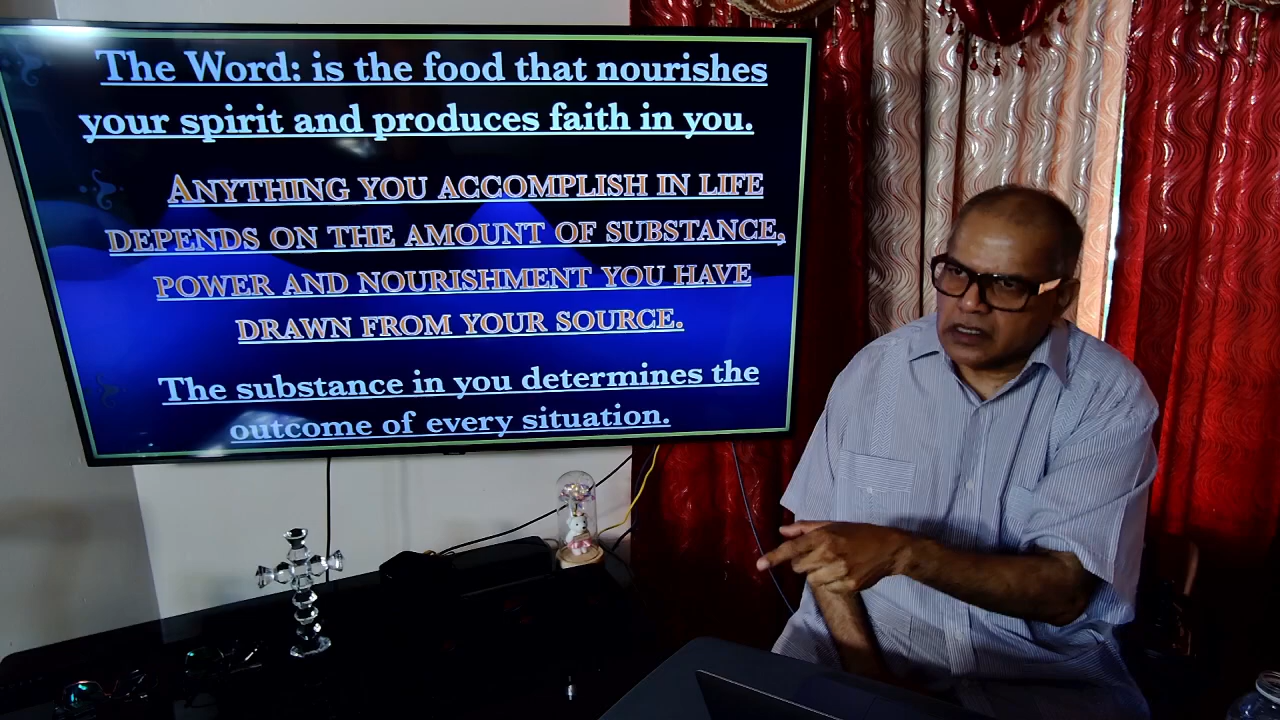 The Word: is the food that nourishes
your spirit and produces faith in you.
ANYTHING YOU ACCOMPLISH IN LIFE
DEPENDS ON THE AMOUNT OF SUBSTANCE,
POWER AND NOURISHMENT YOU HAVE
DRAWN FROM YOUR SOURCE.
The substance in you determines the
outcome of every situation.